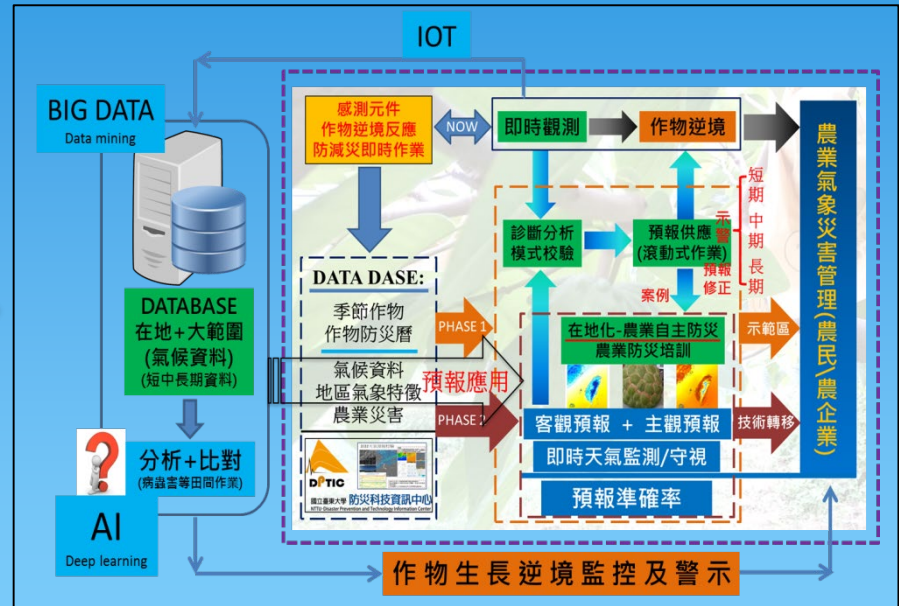 IOT
BIG DATA
Data mining
感測元件
作物逆境反應
防減災即時作業
NOW
即時觀測
作物逆境
農業氣象災害管理(農民\農企業)
短期
中期
長期
示警
預報修正
診斷分析
模式校驗
預報供應
(滾動式作業)
案例
DATABASE
在地+大範圍
(氣候資料)
(短中長期資料)
DATA DASE:
季節作物
作物防災曆
氣候資料
地區氣象特徵
農業災害
PHASE 1
預報應用
PHASE 2
在地化-農業自主防災
農業防災培訓
示範區
客觀預報 + 主觀預報
技術轉移
即時天氣監測/守視
預報準確率
DPTIC
國立臺東大學 防災科技資訊中心
NTTU Disaster Prevention and Technology Information Center
分析+比對
(病蟲害等田間作業)
?
AI
Deep learning
作物生長逆境監控及警示